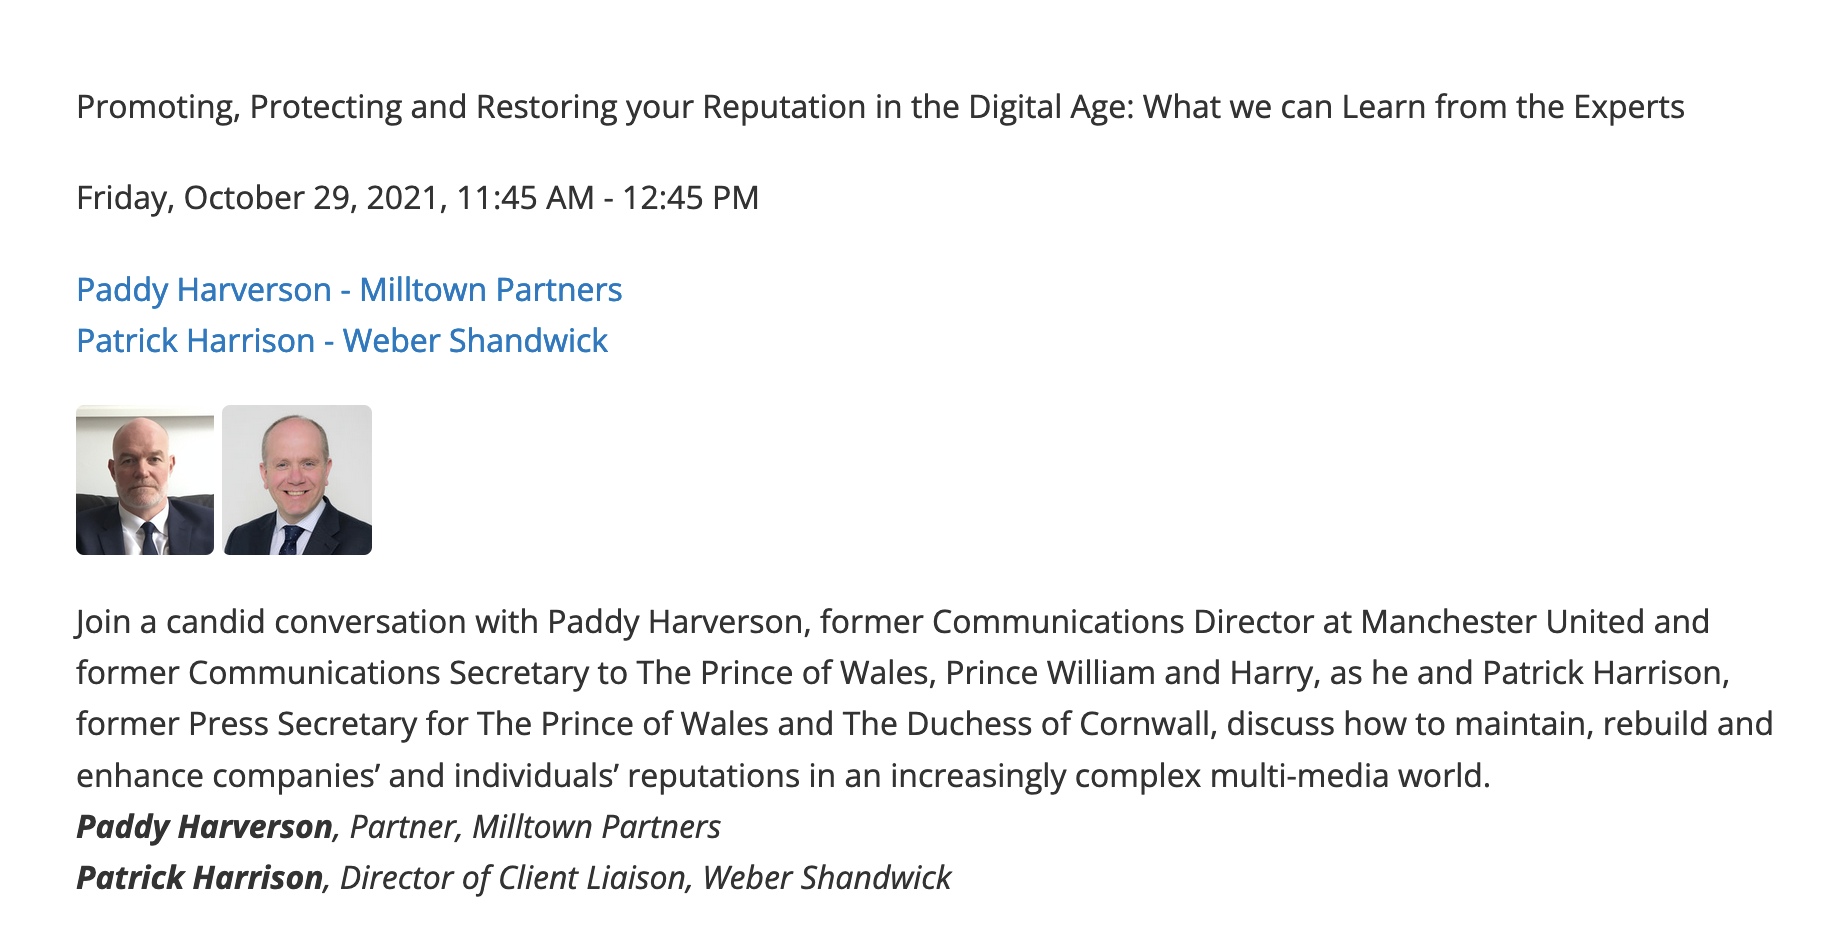 Promoting, Protecting and Restoring your Reputation in the Digital Age: What we can Learn from the Experts
Friday, October 29, 2021, 11:45 AM - 12:45 PM
Paddy Harverson - Milltown Partners
Patrick Harrison - Weber Shandwick
Join a candid conversation with Paddy Harverson, former Communications Director at Manchester United and
former Communications Secretary to The Prince of Wales, Prince William and Harry, as he and Patrick Harrison,
former Press Secretary for The Prince of Wales and The Duchess of Cornwall, discuss how to maintain, rebuild and
enhance companies’ and individuals’ reputations in an increasingly complex multi-media world.
Paddy Harverson, Partner, Milltown Partners
Patrick Harrison, Director of Client Liaison, Weber Shandwick